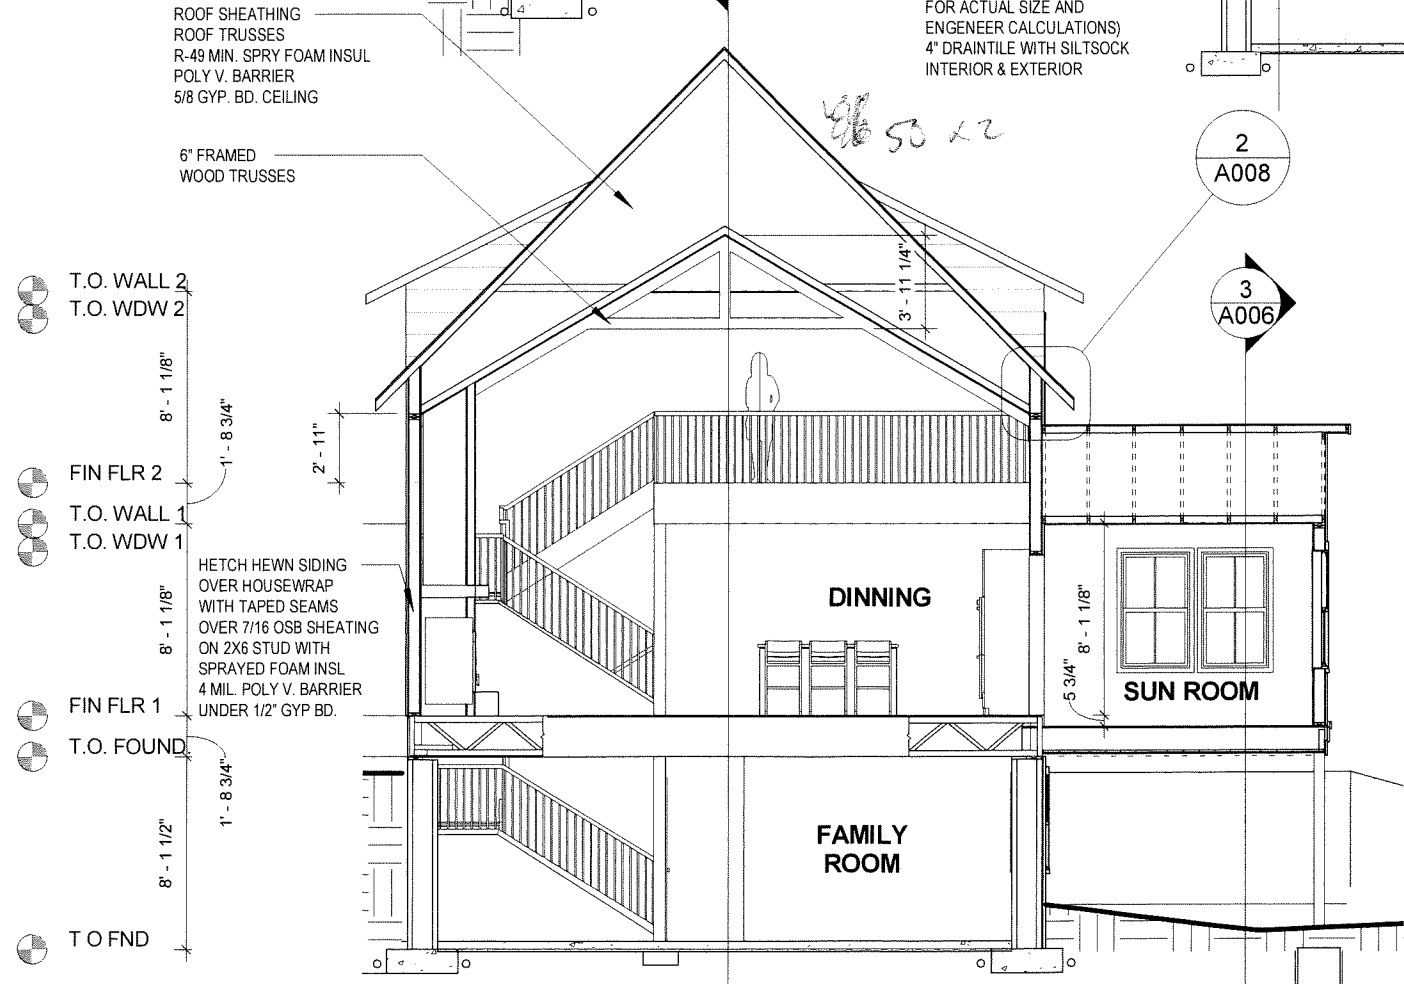 ROOF SHEATHING
ROOF TRUSSES
R-49 MIN. SPRY FOAM INSUL
POLY V. BARRIER
5/8 GYP. BD. CEILING
FOR ACTUAL SIZE AND
ENGENEER CALCULATIONS)
4" DRAINTILE WITH SILTSOCK
INTERIOR & EXTERIOR
50 x2
6" FRAMED
WOOD TRUSSES
2
A008
3
A006
3' - 11 1/4"
T.O. WALL 2
T.O. WDW 2
8' - 1 1/8"
1' - 8 3/4"
2' - 11"
FIN FLR 2
T.O. WALL 1
T.O. WDW 1
HETCH HEWN SIDING
OVER HOUSEWRAP
WITH TAPED SEAMS
OVER 7/16 OSB SHEATING
ON 2X6 STUD WITH
SPRAYED FOAM INSL
4 MIL. POLY V. BARRIER
UNDER 1/2" GYP BD.
8' - 1 1/8"
DINNING
8' - 1 1/8"
5 3/4"
SUN ROOM
FIN FLR 1
T.O. FOUND
1' - 8 3/4"
8' - 1 1/2"
FAMILY
ROOM
T O FND